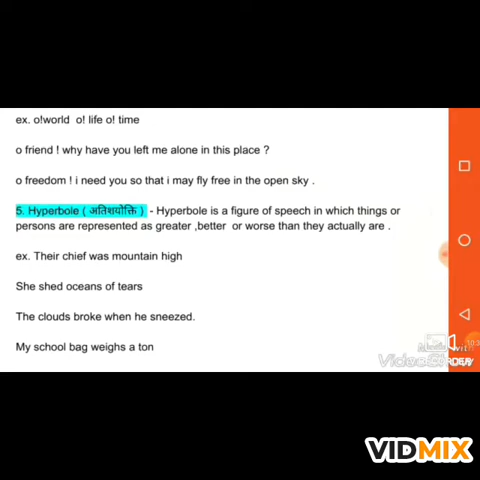 ex. o!world o! life o! time
o friend ! why have you left me alone in this place ?
o freedom ! i need you so that i may fly free in the open sky .
5. Hyperbole ( अतिशयोक्ति ) - Hyperbole is a figure of speech in which things or
persons are represented as greater ,better or worse than they actually are .
ex. Their chief was mountain high
She shed oceans of tears
The clouds broke when he sneezed.
My school bag weighs a ton
VIDMIX